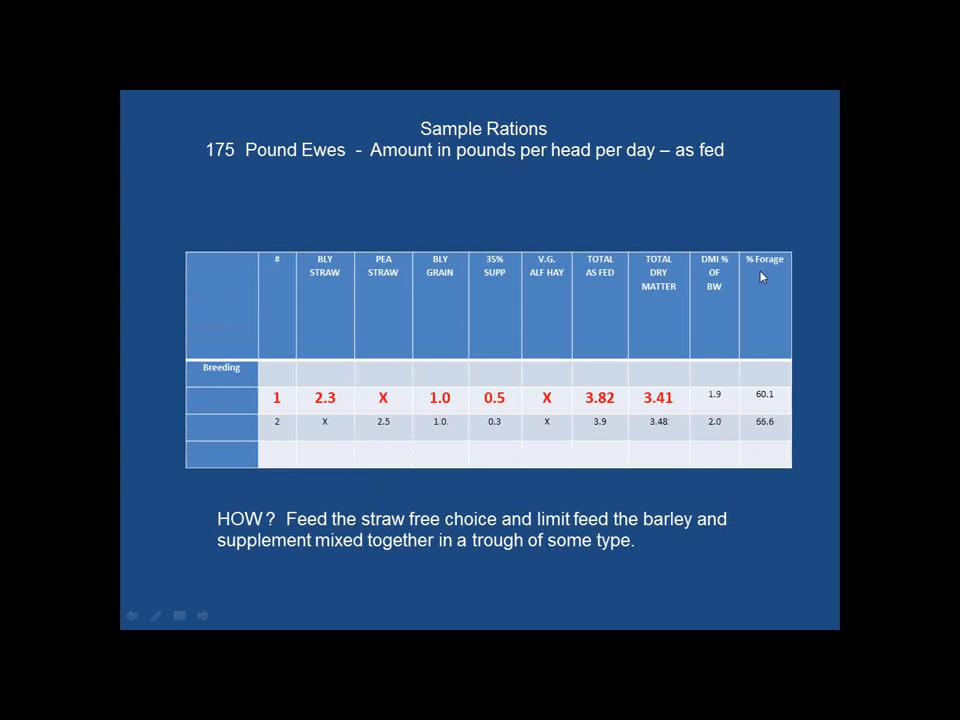 Sample Rations
175 Pound Ewes - Amount in pounds per head per day – as fed
# BLY STRAW PEA STRAW BLY GRAIN 35% SUPP V.G. ALF HAY TOTAL AS FED TOTAL DRY MATTER DMI % OF BW % Forage
Breeding
1 2.3 X 1.0 0.5 X 3.82 3.41 1.9 60.1
2 X 2.5 1.0 0.3 X 3.9 3.48 2.0 66.6
HOW ? Feed the straw free choice and limit feed the barley and
supplement mixed together in a trough of some type.